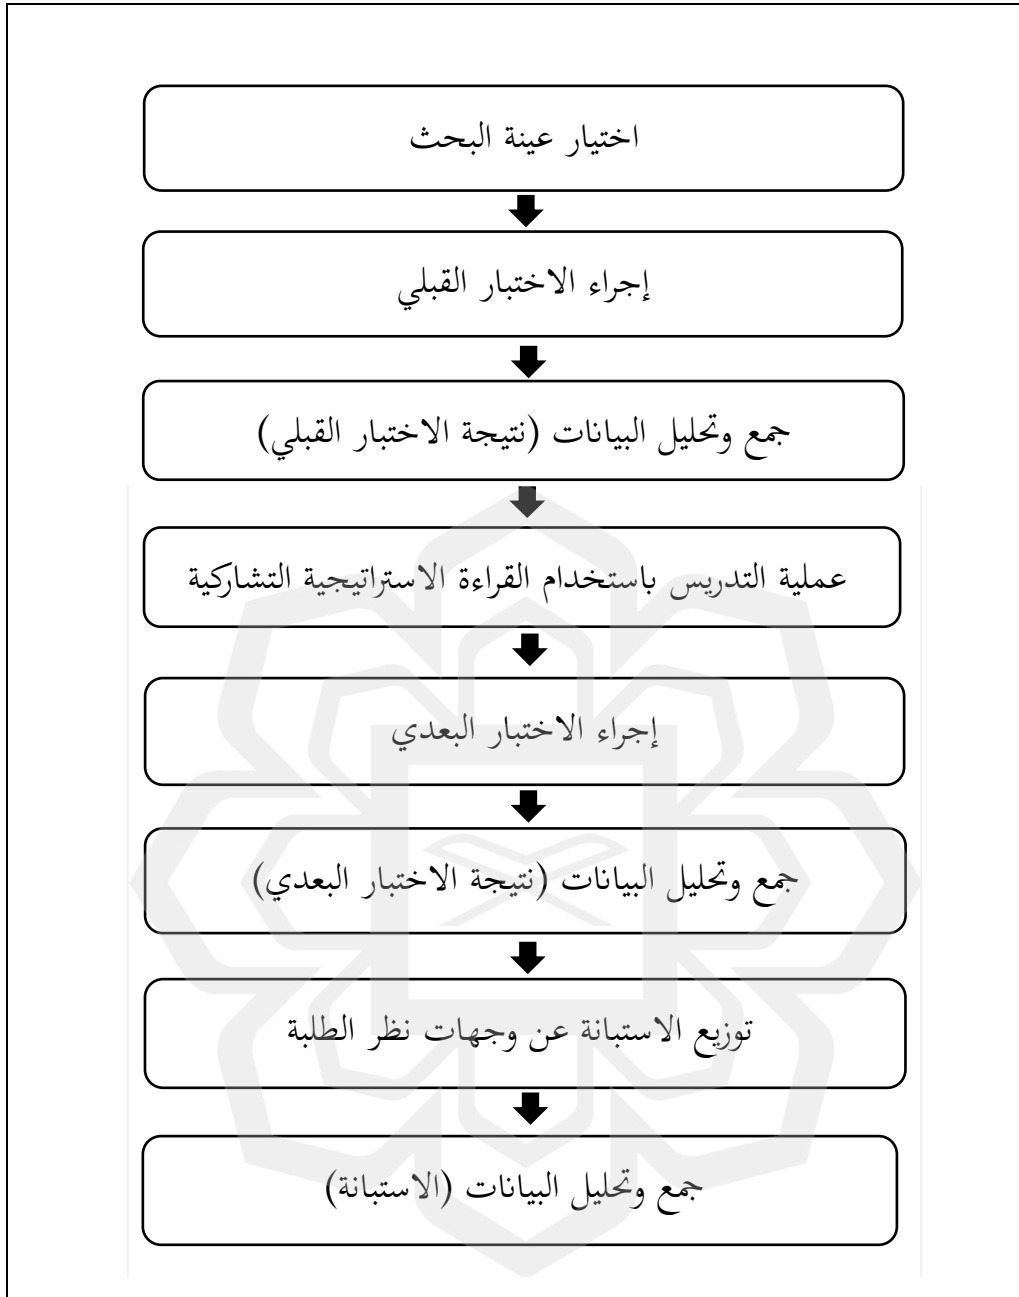 اختيار عينة البحث
إجراء الاختبار القبلي
جمع وتحليل البيانات (نتيجة الاختبار القبلي)
عملية التدريس باستخدام القراءة الاستراتيجية التشاركية
إجراء الاختبار البعدي
جمع وتحليل البيانات (نتيجة الاختبار البعدي)
توزيع الاستبانة عن وجهات نظر الطلبة
جمع وتحليل البيانات (الاستبانة)